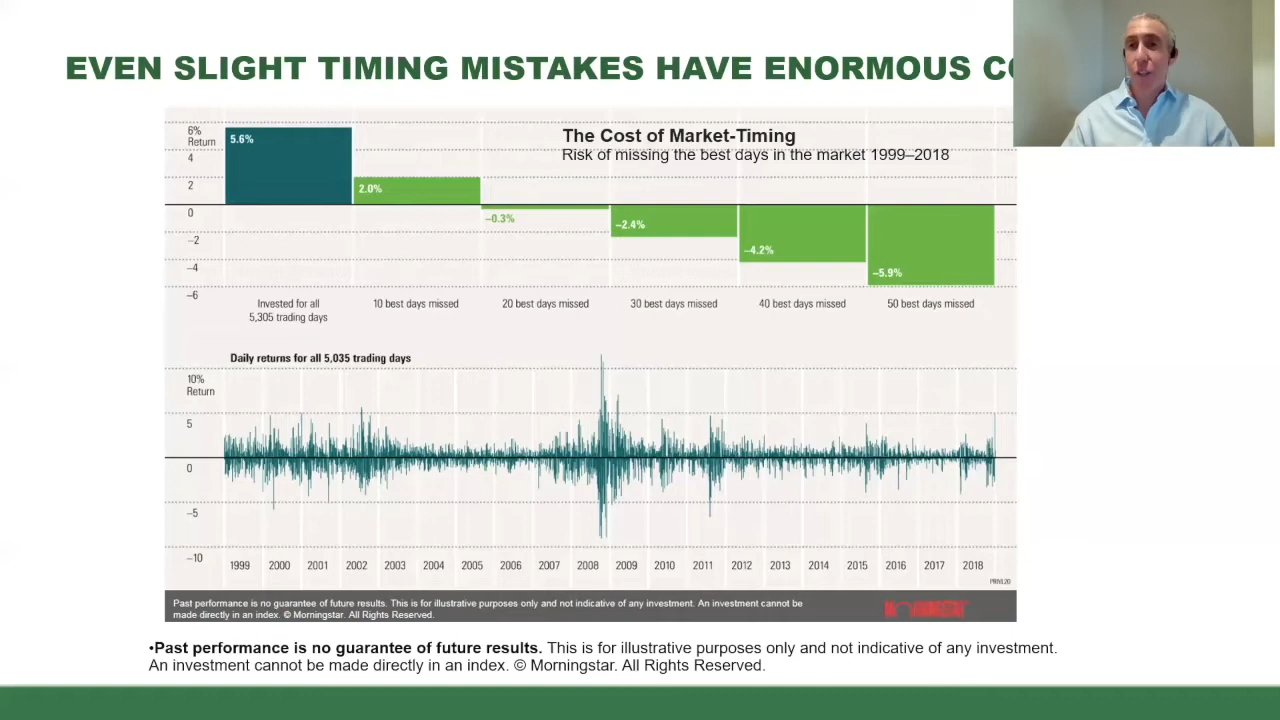 EVEN SLIGHT TIMING MISTAKES HAVE ENORMOUS
The Cost of Market-Timing
Risk of missing the best days in the market 1999–2018
6%
Return
4
2
0
−2
−4
−6
5.6%
2.0%
−0.3%
−2.4%
−4.2%
−5.9%
Invested for all
5,305 trading days
10 best days missed
20 best days missed
30 best days missed
40 best days missed
50 best days missed
Daily returns for all 5,035 trading days
10%
Return
5
0
−5
−10
1999 2000 2001 2002 2003 2004 2005 2006 2007 2008 2009 2010 2011 2012 2013 2014 2015 2016 2017 2018
Past performance is no guarantee of future results. This is for illustrative purposes only and not indicative of any investment. An investment cannot be
made directly in an index. © Morningstar. All Rights Reserved.
MORNINGSTAR
•Past performance is no guarantee of future results. This is for illustrative purposes only and not indicative of any investment.
An investment cannot be made directly in an index. © Morningstar. All Rights Reserved.